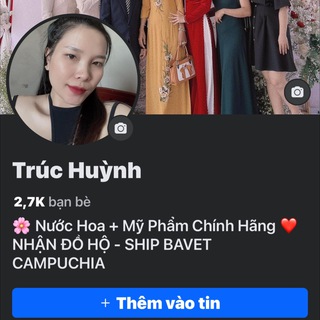 Trúc Huỳnh
2,7K bạn bè
🌸 Nước Hoa + Mỹ Phẩm Chính Hãng ❤️
NHẬN ĐỒ HỘ - SHIP BAVET
CAMPUCHIA
+ Thêm vào tin